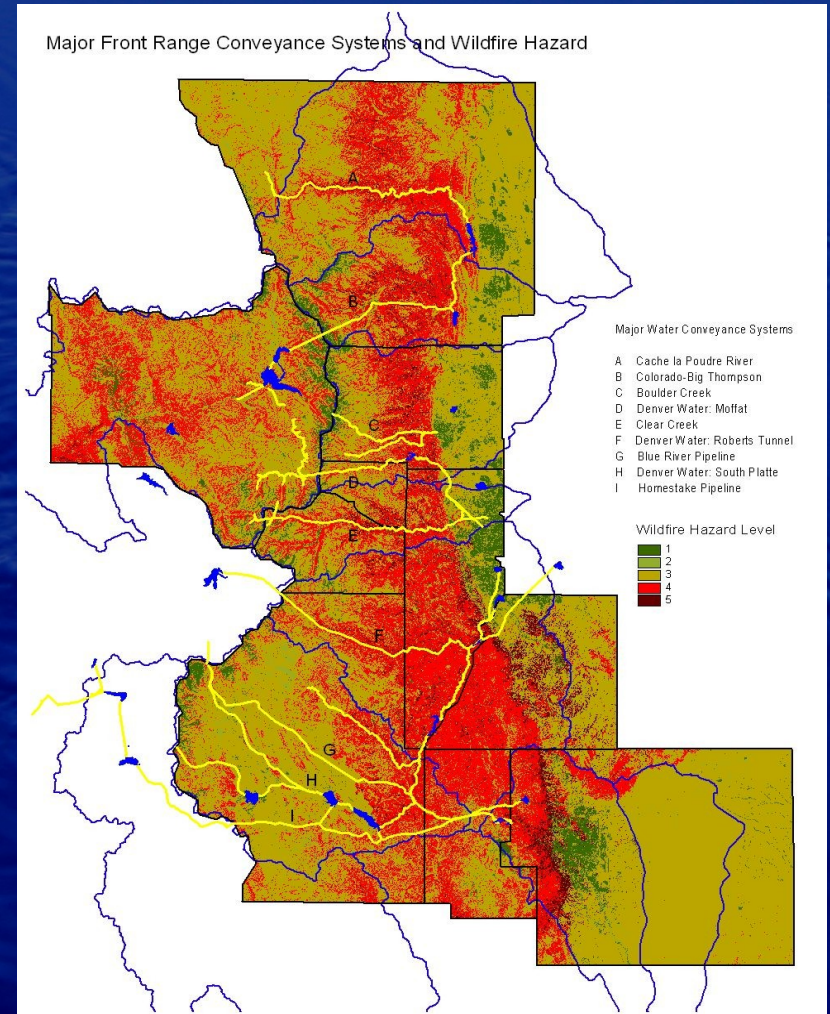 Major Front Range Conveyance Systems and Wildfire Hazard
A
B
C
D
E
F
G
H
I
Major Water Conveyance Systems
A Cache la Poudre River
B Colorado-Big Thompson
C Boulder Creek
D Denver Water: Moffat
E Clear Creek
F Denver Water: Roberts Tunnel
G Blue River Pipeline
H Denver Water: South Platte
I Homestake Pipeline
Wildfire Hazard Level
1
2
3
4
5